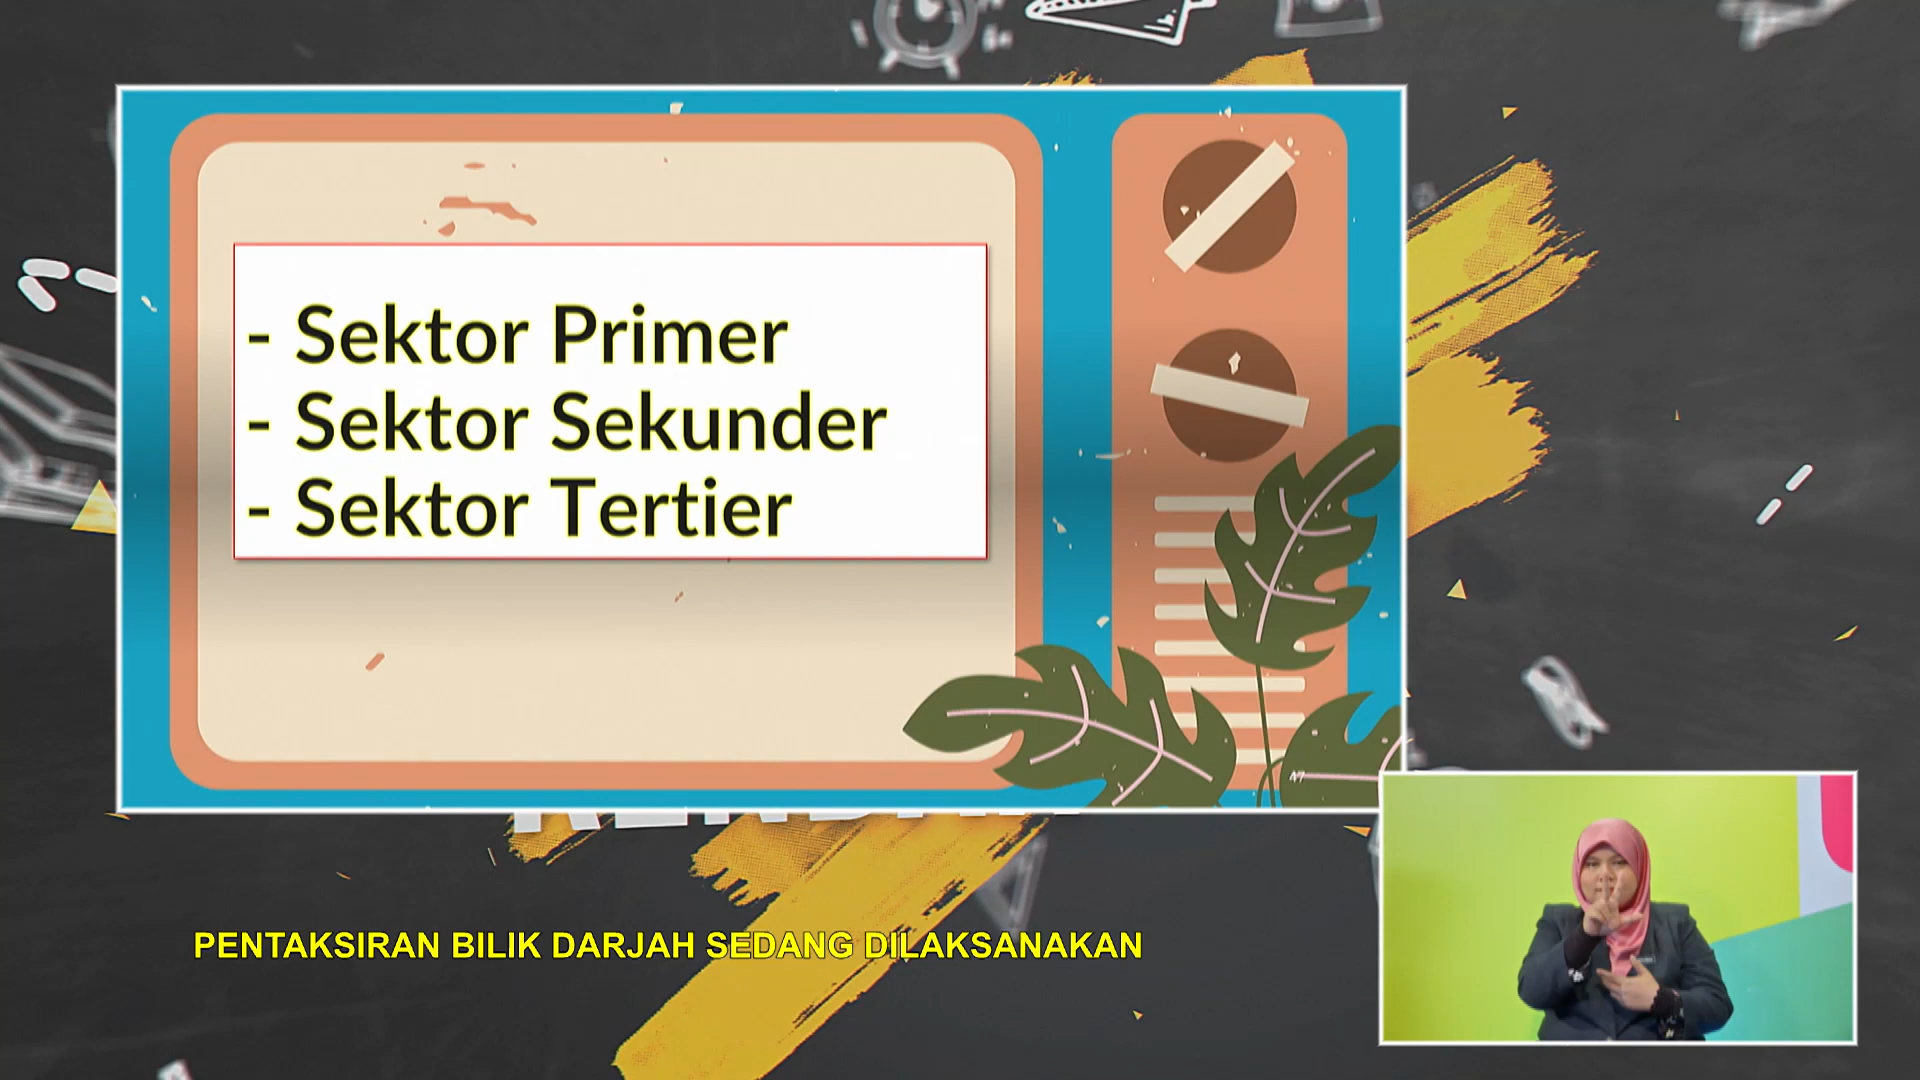 - Sektor Primer
- Sektor Sekunder
- Sektor Tertier
PENTAKSIRAN BILIK DARJAH SEDANG DILAKSANAKAN